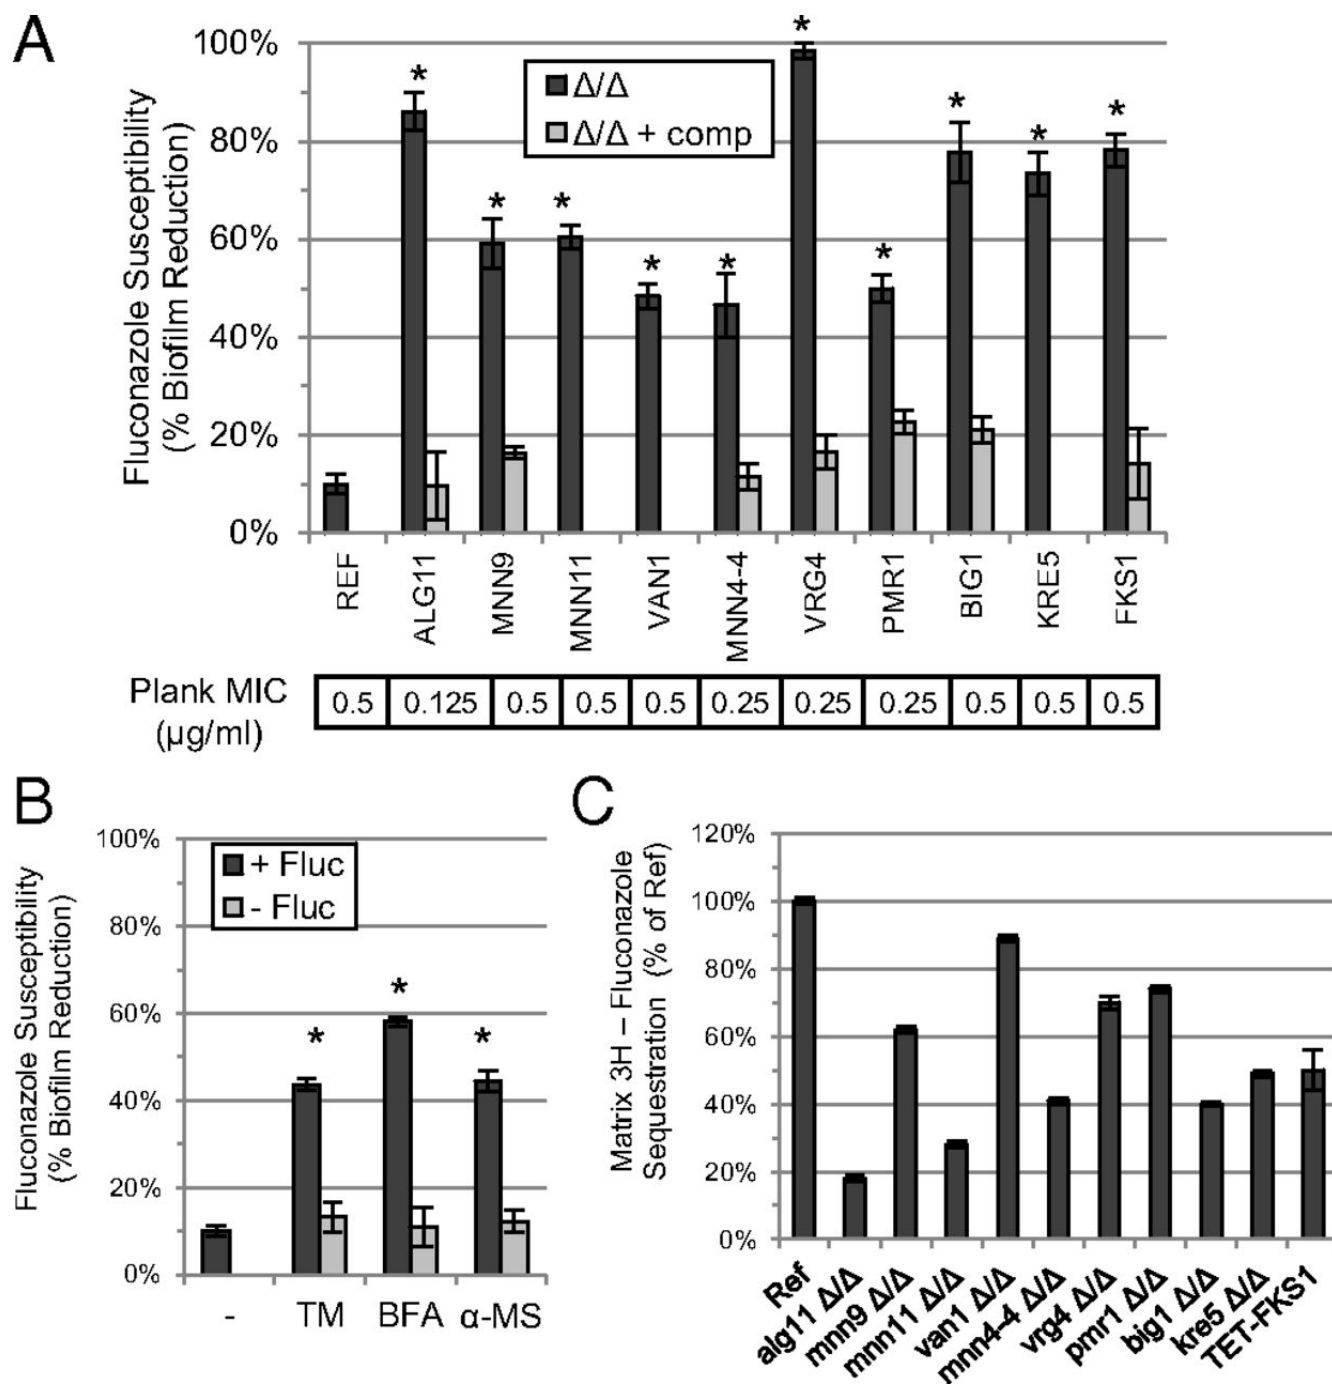 A
Fluconazole Susceptibility
(% Biofilm Reduction)
100%
80%
60%
40%
20%
0%
Δ/Δ
Δ/Δ + comp
*
*
*
*
*
*
*
*
*
*
REF
ALG11
MNN9
MNN11
VAN1
MNN4-4
VRG4
PMR1
BIG1
KRE5
FKS1
Plank MIC
(µg/ml)
0.5 0.125 0.5 0.5 0.5 0.25 0.25 0.25 0.5 0.5 0.5
B
Fluconazole Susceptibility
(% Biofilm Reduction)
100%
80%
60%
40%
20%
0%
+ Fluc
- Fluc
*
*
*
- TM BFA α-MS
C
Matrix 3H – Fluconazole
Sequestration (% of Ref)
120%
100%
80%
60%
40%
20%
0%
Ref
alg11 Δ/Δ
mnn9 Δ/Δ
mnn11 Δ/Δ
van1 Δ/Δ
mnn4-4 Δ/Δ
vrg4 Δ/Δ
pmr1 Δ/Δ
big1 Δ/Δ
kre5 Δ/Δ
TET-FKS1